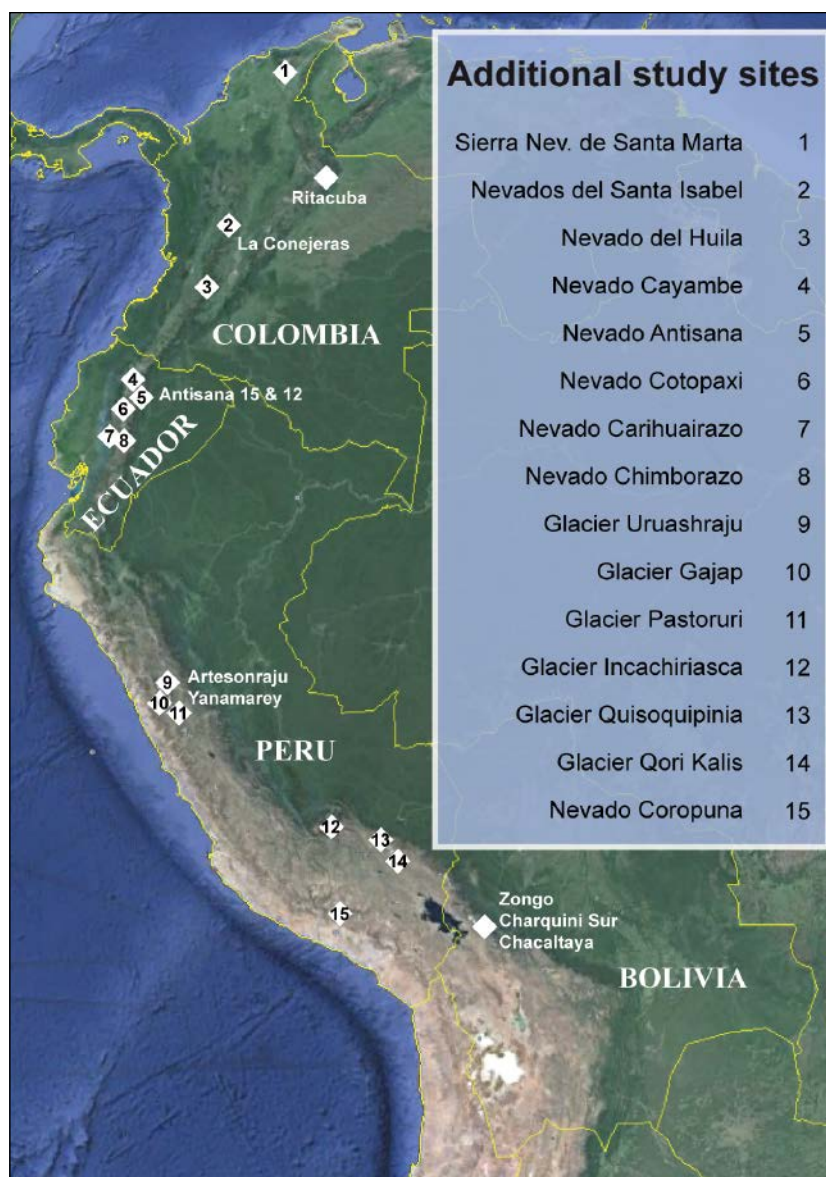 Additional study sites
Sierra Nev. de Santa Marta 1
Nevados del Santa Isabel 2
Nevado del Huila 3
Nevado Cayambe 4
Nevado Antisana 5
Nevado Cotopaxi 6
Nevado Carihuairazo 7
Nevado Chimborazo 8
Glacier Uruashraju 9
Glacier Gajap 10
Glacier Pastoruri 11
Glacier Incachiriasca 12
Glacier Quisoquipinia 13
Glacier Qori Kalis 14
Nevado Coropuna 15
1
Ritacuba
2
La Conejeras
3
COLOMBIA
4
5
Antisana 15 & 12
6
7
8
ECUADOR
9
Artesonraju
Yanamarey
10
11
PERU
12
13
14
15
Zongo
Charquini Sur
Chacaltaya
BOLIVIA